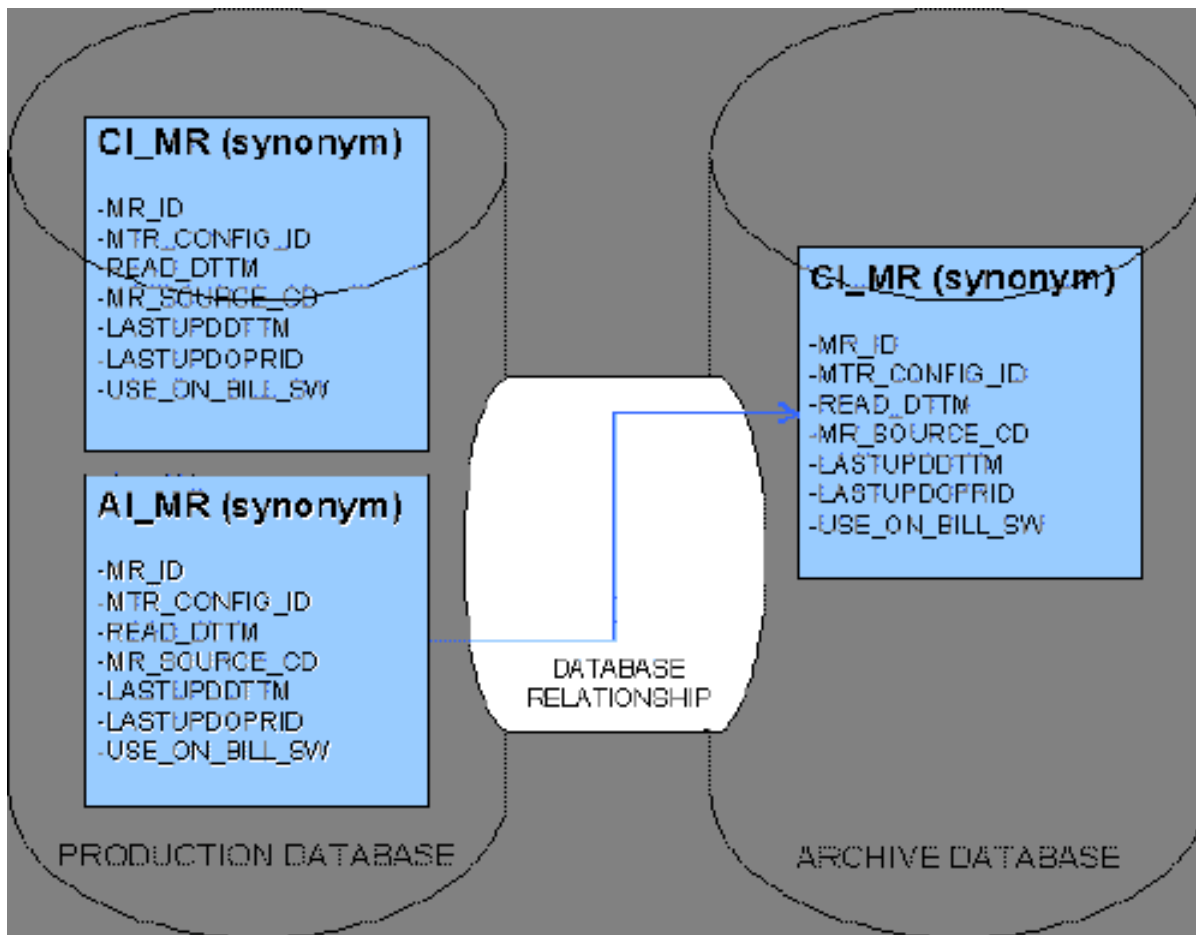 CI_MR (synonym)
-MR_ID
-MTR_CONFIG_ID
-READ_DTTM
-MR_SOURCE_CD
-LASTUPDDTTM
-LASTUPDOPRID
-USE_ON_BILL_SW
AI_MR (synonym)
-MR_ID
-MTR_CONFIG_ID
-READ_DTTM
-MR_SOURCE_CD
-LASTUPDDTTM
-LASTUPDOPRID
-USE_ON_BILL_SW
PRODUCTION DATABASE
DATABASE
RELATIONSHIP
CI_MR (synonym)
-MR_ID
-MTR_CONFIG_ID
-READ_DTTM
-MR_SOURCE_CD
-LASTUPDDTTM
-LASTUPDOPRID
-USE_ON_BILL_SW
ARCHIVE DATABASE